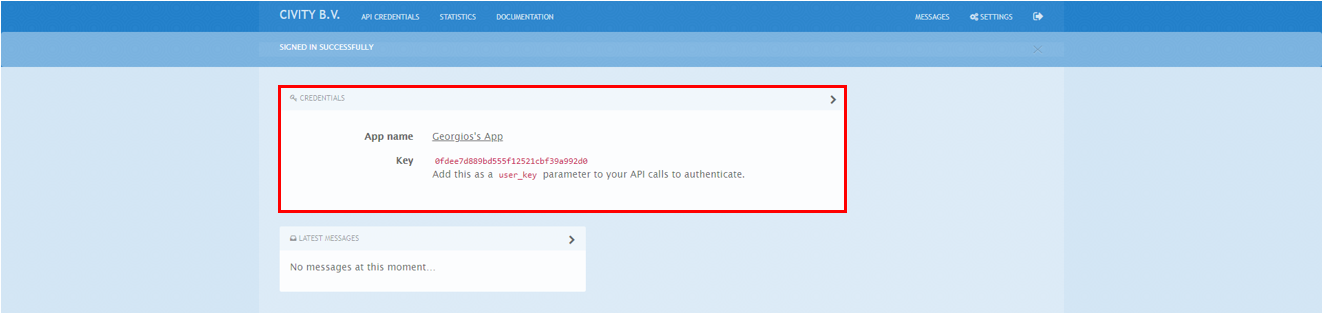 CIVITY B.V. API CREDENTIALS STATISTICS DOCUMENTATION MESSAGES SETTINGS
SIGNED IN SUCCESSFULLY
CREDENTIALS
App name Georgios's App
Key 0fdee7d889bd555f12521cbf39a992d0
Add this as a user_key parameter to your API calls to authenticate.
LATEST MESSAGES
No messages at this moment...